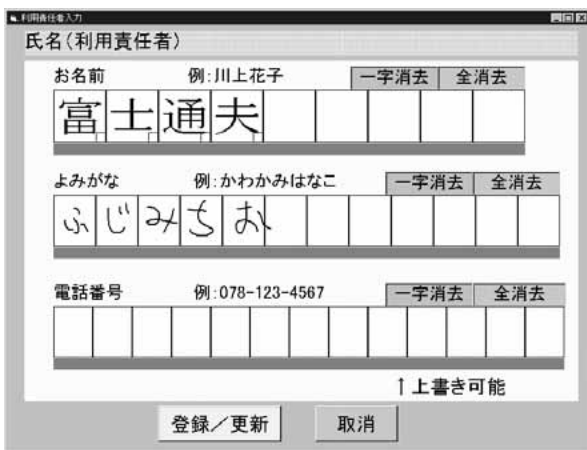 利用責任者入力
氏名(利用責任者)
お名前 例:川上花子 一字消去 全消去
富士通夫
よみがな 例:かわかみはなこ 一字消去 全消去
ふじみちお
電話番号 例:078-123-4567 一字消去 全消去
↑上書き可能
登録/更新 取消